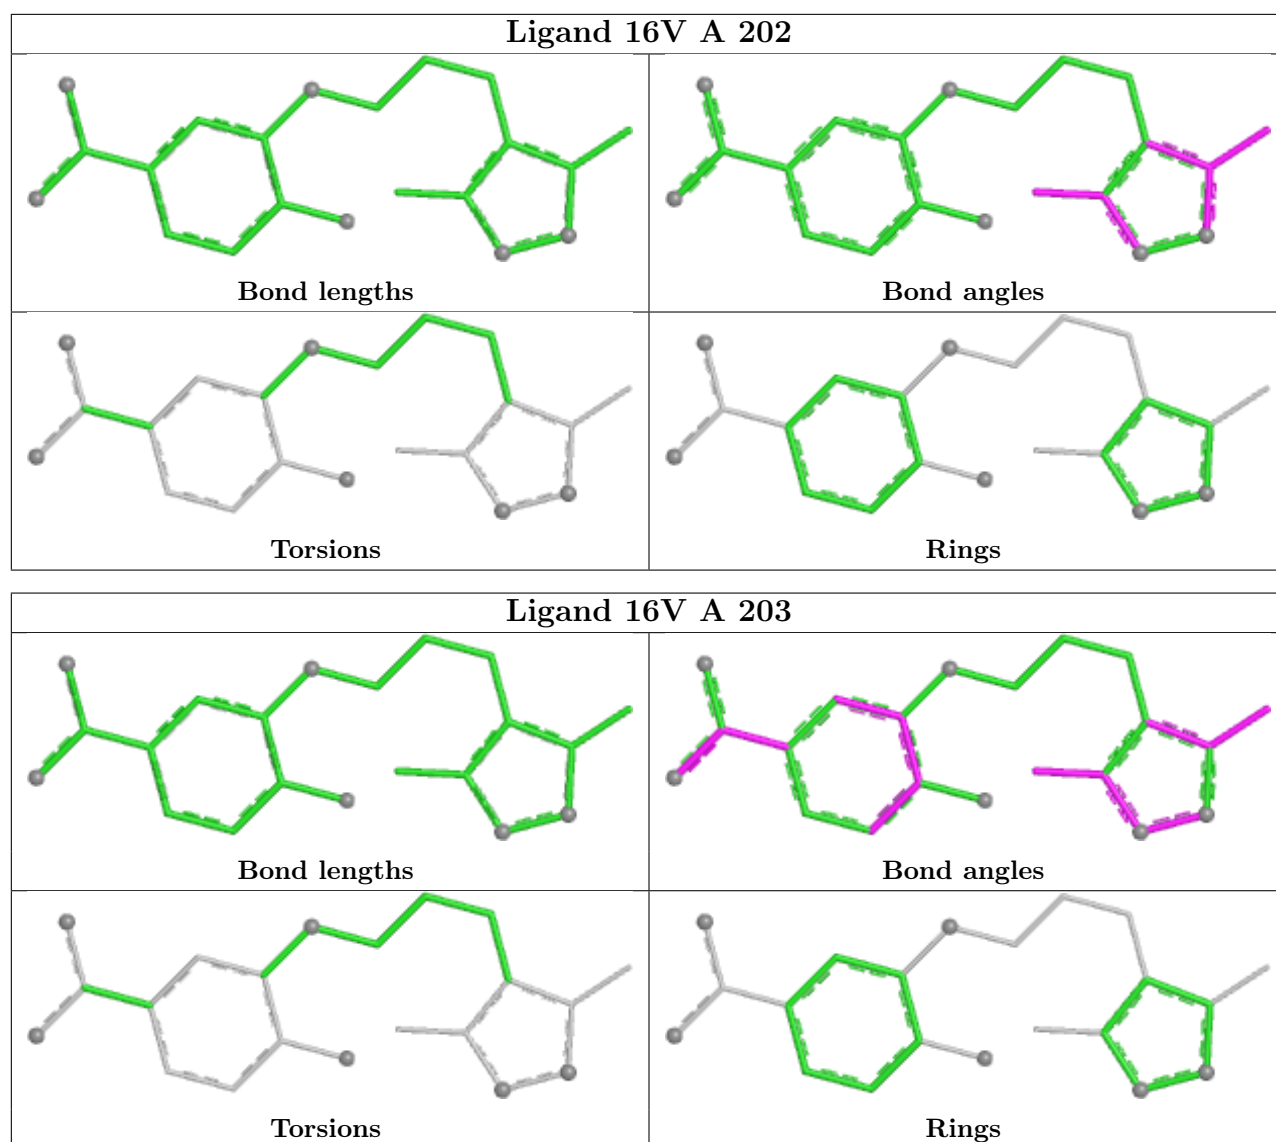 Ligand 16V A 202
Bond lengths
Bond angles
Torsions
Rings
Ligand 16V A 203
Bond lengths
Bond angles
Torsions
Rings